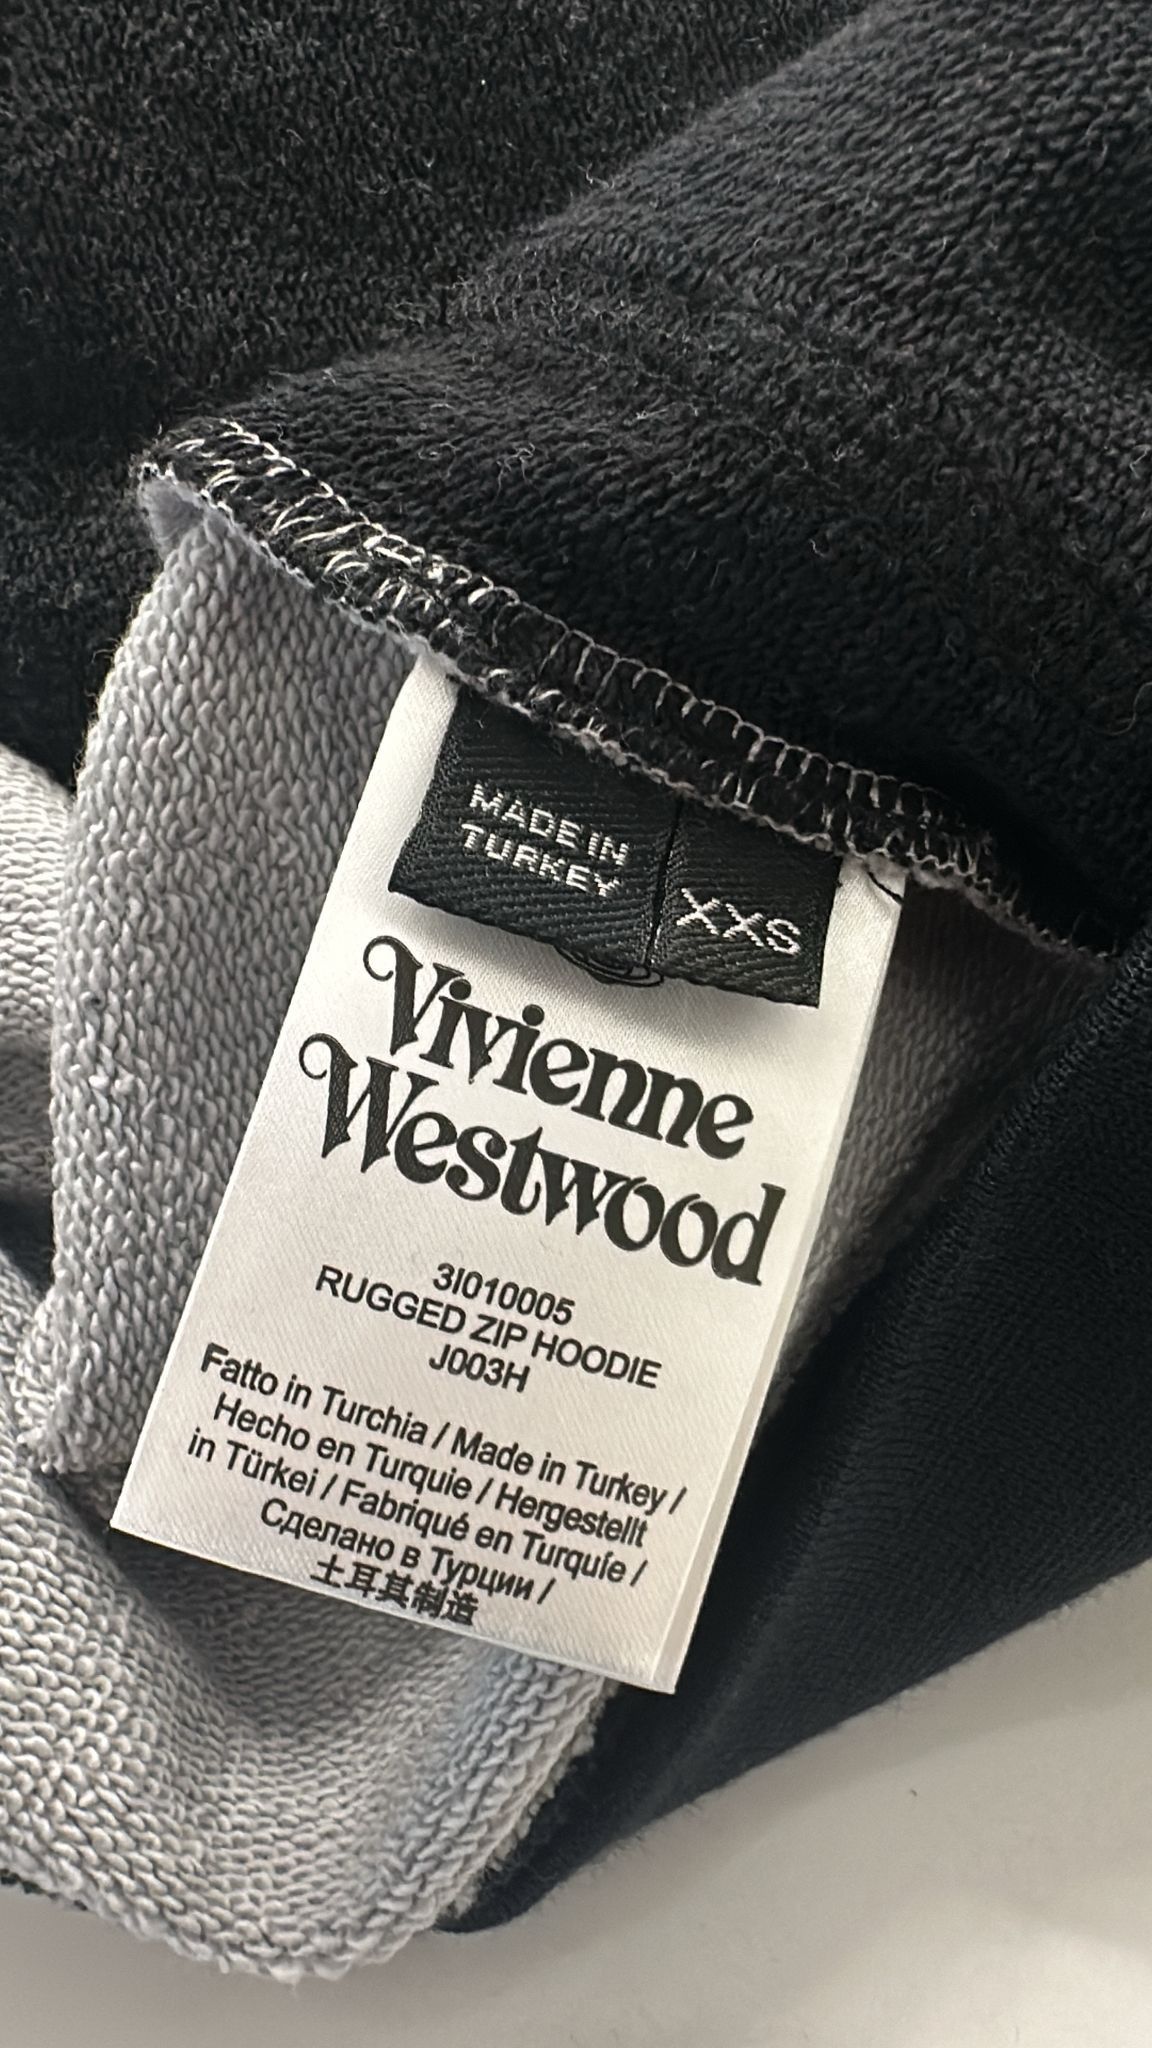 MADE IN
TURKEY
XXS
Vivienne
Westwood
3I010005
RUGGED ZIP HOODIE
J003H
Fatto in Turchia / Made in Turkey /
Hecho en Turquie / Hergestellt
in Türkei / Fabriqué en Turquíe /
Сделано в Турции /
土耳其制造